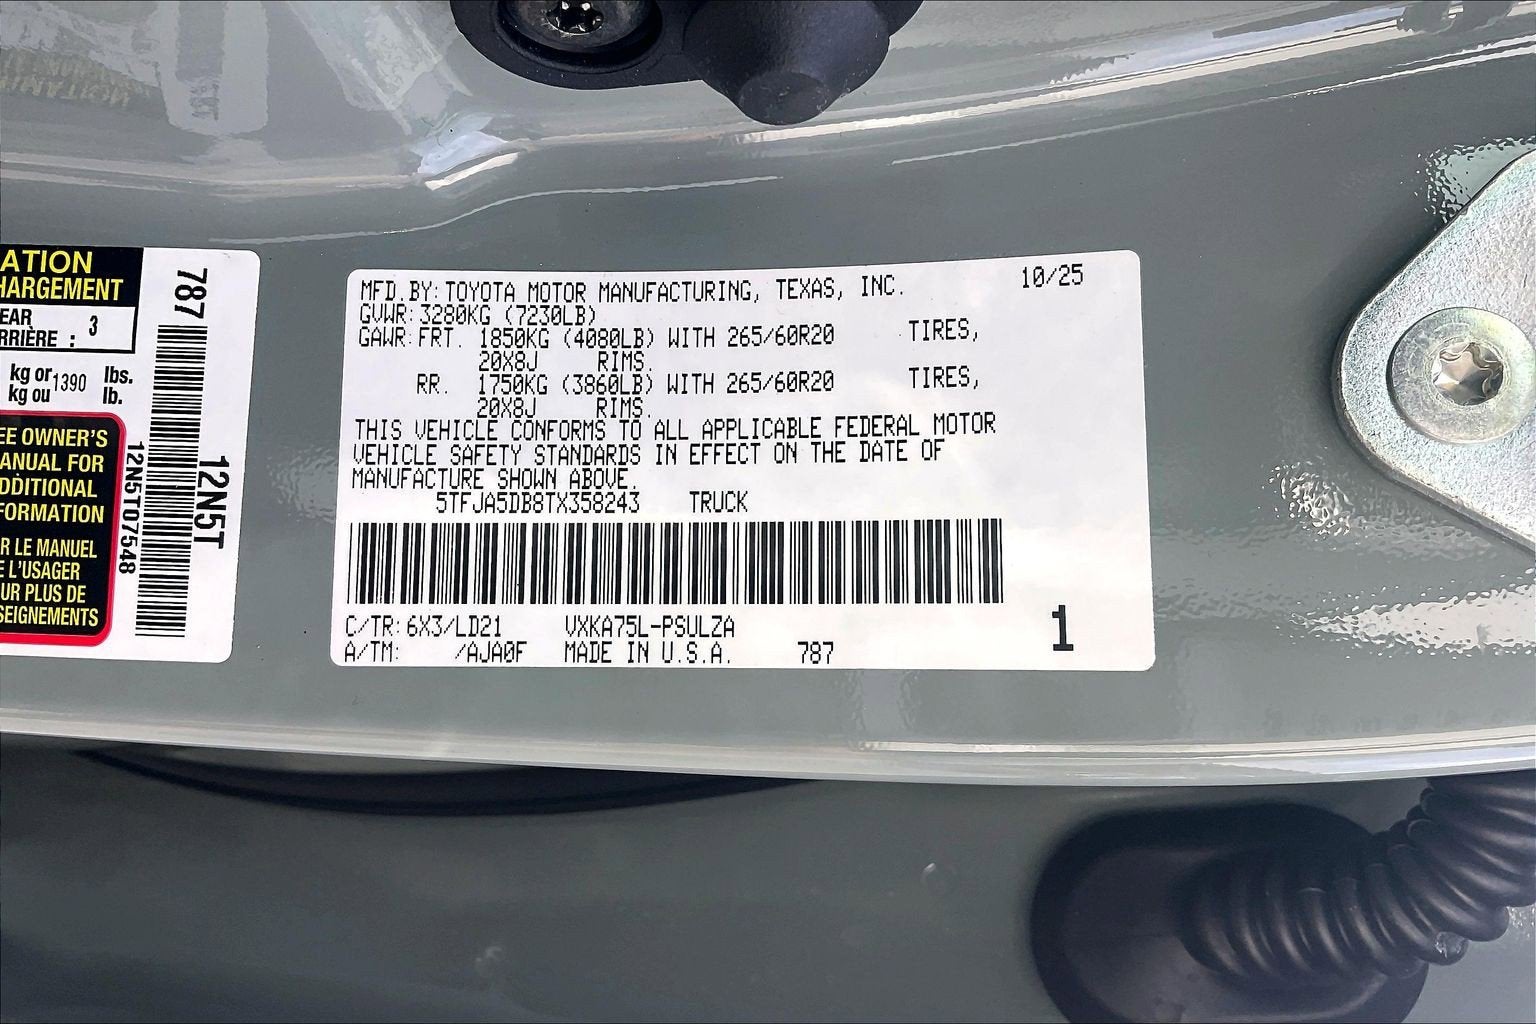 ATION
HARGEMENT
EAR
RRIÈRE : 3
kg or 1390 lbs.
kg ou lb.
EE OWNER'S
ANUAL FOR
DDITIONAL
FORMATION
R LE MANUEL
E L'USAGER
UR PLUS DE
SEIGNEMENTS
787
12N5T
12N5T07548
MFD.BY:TOYOTA MOTOR MANUFACTURING, TEXAS, INC. 10/25
GVWR:3280KG (7230LB)
GAWR:FRT. 1850KG (4080LB) WITH 265/60R20 TIRES,
20X8J RIMS.
RR. 1750KG (3860LB) WITH 265/60R20 TIRES,
20X8J RIMS.
THIS VEHICLE CONFORMS TO ALL APPLICABLE FEDERAL MOTOR
VEHICLE SAFETY STANDARDS IN EFFECT ON THE DATE OF
MANUFACTURE SHOWN ABOVE.
5TFJA5DB8TX358243 TRUCK
C/TR:6X3/LD21 VXKA75L-PSULZA
A/TM: /AJA0F MADE IN U.S.A. 787
1